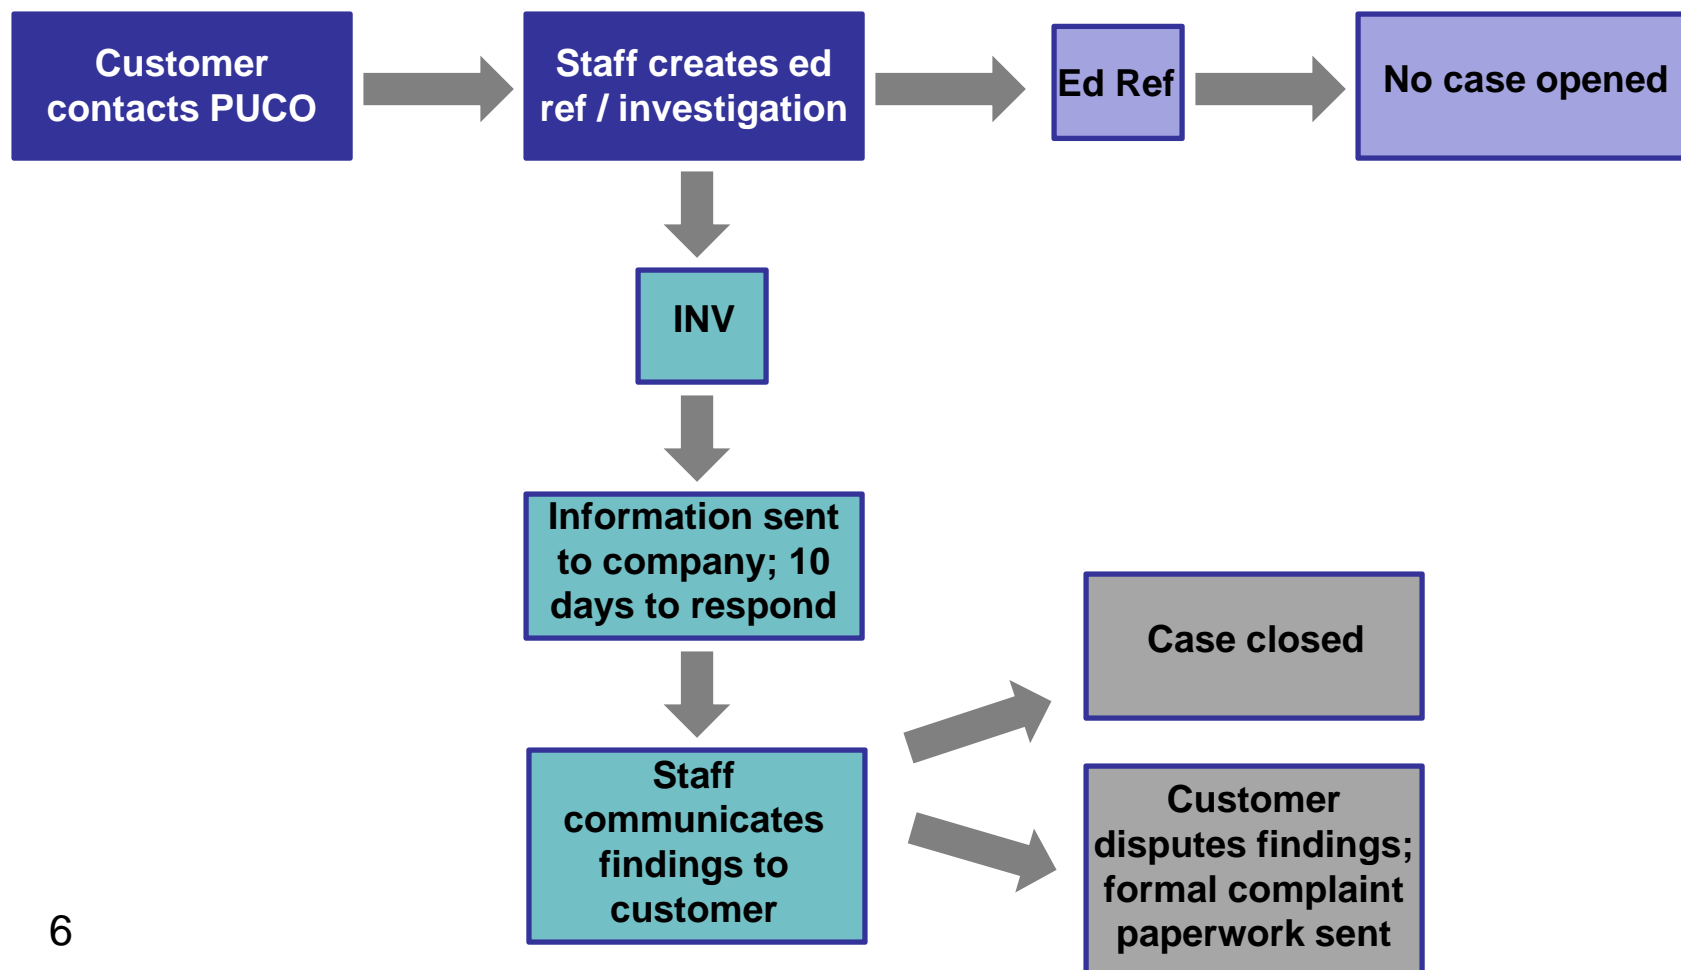 Customer
contacts PUCO
Staff creates ed
ref / investigation
Ed Ref
No case opened
INV
Information sent
to company; 10
days to respond
Case closed
Staff
communicates
findings to
customer
Customer
disputes findings;
formal complaint
paperwork sent
6